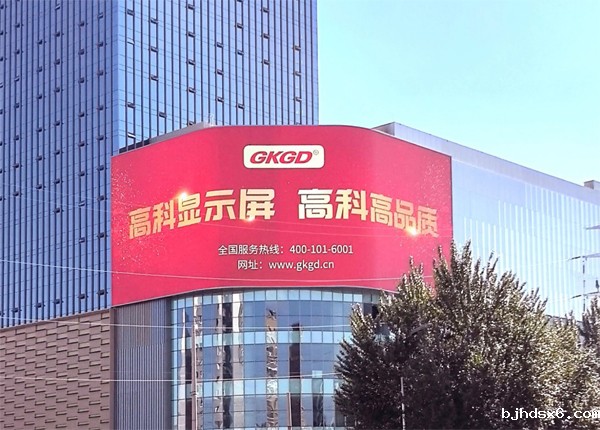 GKGD®
高科显示屏 高科高品质
全国服务热线：400-101-6001
网址：www.gkgd.cn
bjhdsx6.com